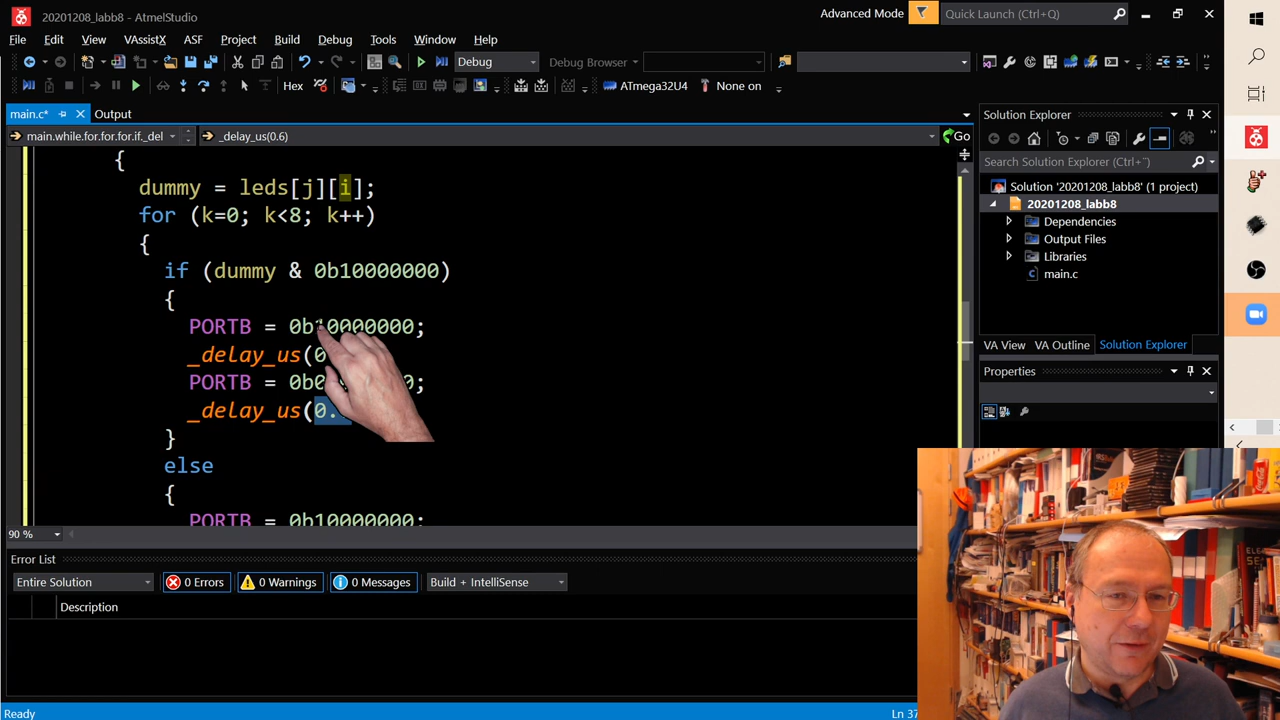 20201208_labb8 - AtmelStudio
Advanced Mode
Quick Launch (Ctrl+Q)
File Edit View VAssistX ASF Project Build Debug Tools Window Help
Debug
Debug Browser
Hex
ATmega32U4
None on
main.c*
Output
main.while.for.for.for.if._del
_delay_us(0.6)
Go
{
dummy = leds[j][i];
for (k=0; k<8; k++)
{
if (dummy & 0b10000000)
{
PORTB = 0b10000000;
_delay_us(0
PORTB = 0b0 0;
_delay_us(0.
}
else
{
PORTB = 0b10000000;
90 %
Solution Explorer
Search Solution Explorer (Ctrl+¨)
Solution '20201208_labb8' (1 project)
20201208_labb8
Dependencies
Output Files
Libraries
main.c
VA View VA Outline Solution Explorer
Properties
Error List
Entire Solution
0 Errors
0 Warnings
0 Messages
Build + IntelliSense
Description
Ready
Ln 37